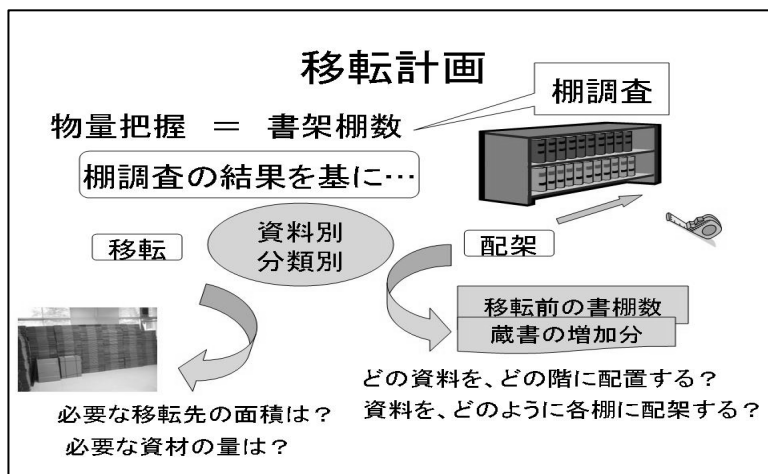 移転計画
棚調査
物量把握 ＝ 書架棚数
棚調査の結果を基に…
資料別
分類別
移転
配架
移転前の書棚数
蔵書の増加分
どの資料を、どの階に配置する？
資料を、どのように各棚に配架する？
必要な移転先の面積は？
必要な資材の量は？